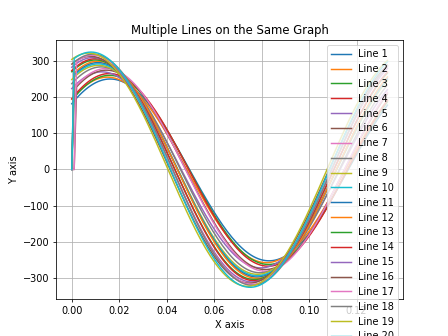 Multiple Lines on the Same Graph
Y axis
300
200
100
0
−100
−200
−300
0.00
0.02
0.04
0.06
0.08
0.10
X axis
Line 1
Line 2
Line 3
Line 4
Line 5
Line 6
Line 7
Line 8
Line 9
Line 10
Line 11
Line 12
Line 13
Line 14
Line 15
Line 16
Line 17
Line 18
Line 19
Line 20